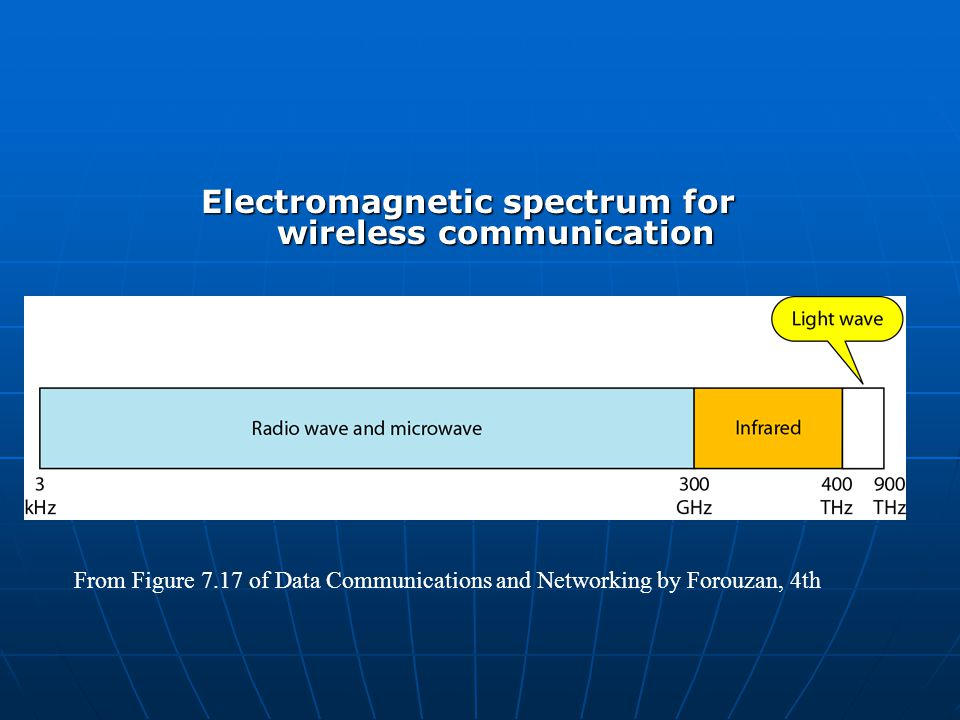 Electromagnetic spectrum for
wireless communication
Light wave
Radio wave and microwave
Infrared
3 300 400 900
kHz GHz THz THz
From Figure 7.17 of Data Communications and Networking by Forouzan, 4th